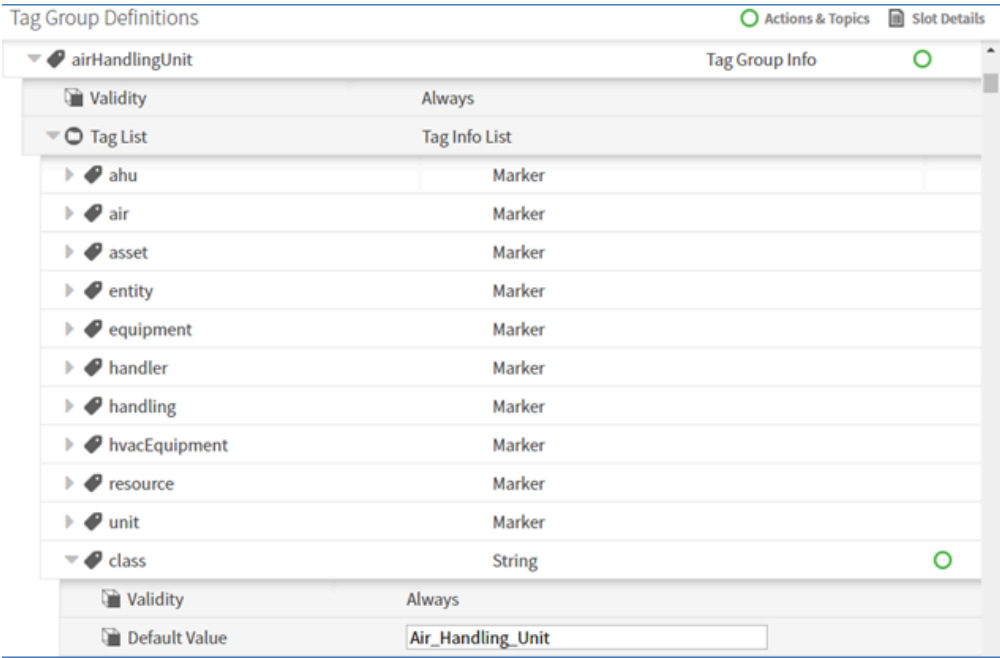 Tag Group Definitions Actions & Topics Slot Details
airHandlingUnit Tag Group Info
Validity Always
Tag List Tag Info List
ahu Marker
air Marker
asset Marker
entity Marker
equipment Marker
handler Marker
handling Marker
hvacEquipment Marker
resource Marker
unit Marker
class String
Validity Always
Default Value Air_Handling_Unit